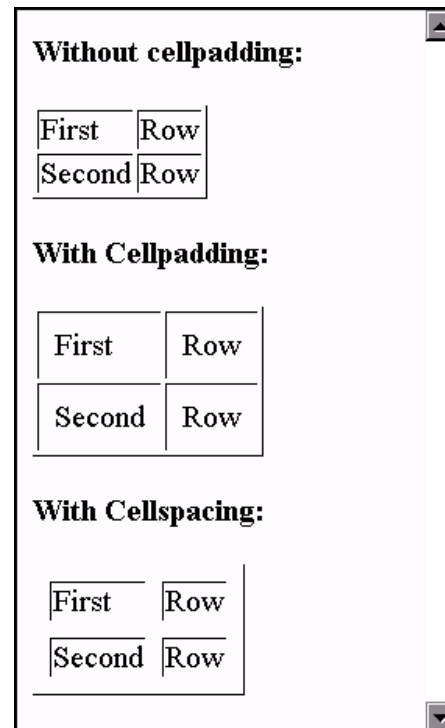 Without cellpadding:
First Row
Second Row
With Cellpadding:
First Row
Second Row
With Cellspacing:
First Row
Second Row